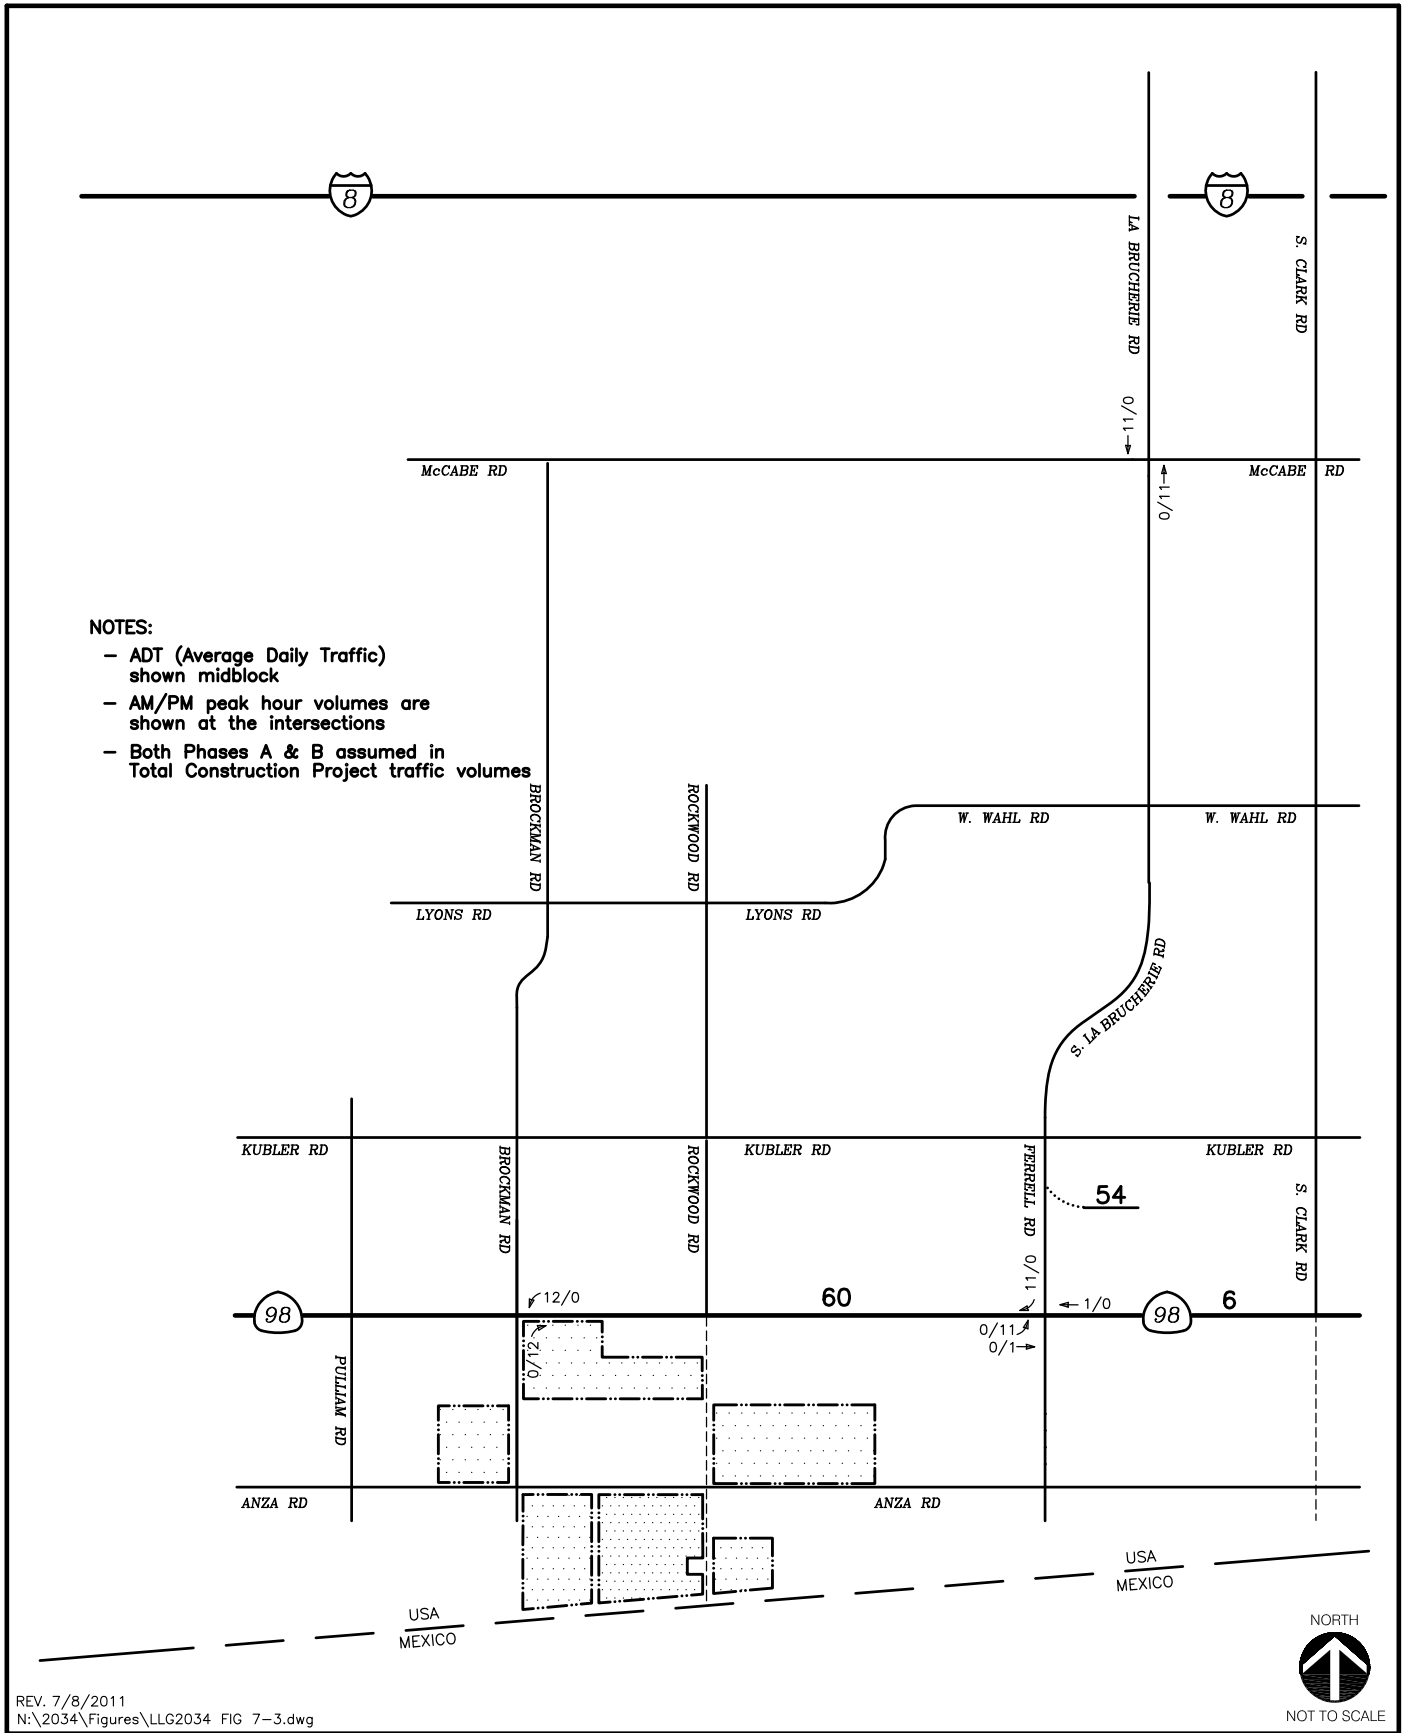 8
8
LA BRUCHERIE RD
S. CLARK RD
11/0
McCABE RD
McCABE RD
0/11
NOTES:
– ADT (Average Daily Traffic)
shown midblock
– AM/PM peak hour volumes are
shown at the intersections
– Both Phases A & B assumed in
Total Construction Project traffic volumes
BROCKMAN RD
ROCKWOOD RD
W. WAHL RD
W. WAHL RD
LYONS RD
LYONS RD
S. LA BRUCHERIE RD
KUBLER RD
KUBLER RD
KUBLER RD
BROCKMAN RD
ROCKWOOD RD
FERRELL RD
54
S. CLARK RD
11/0
12/0
60
1/0
6
98
98
0/11
0/1
0/12
PULLIAM RD
ANZA RD
ANZA RD
USA
MEXICO
USA
MEXICO
NORTH
NOT TO SCALE
REV. 7/8/2011
N:\2034\Figures\LLG2034 FIG 7-3.dwg